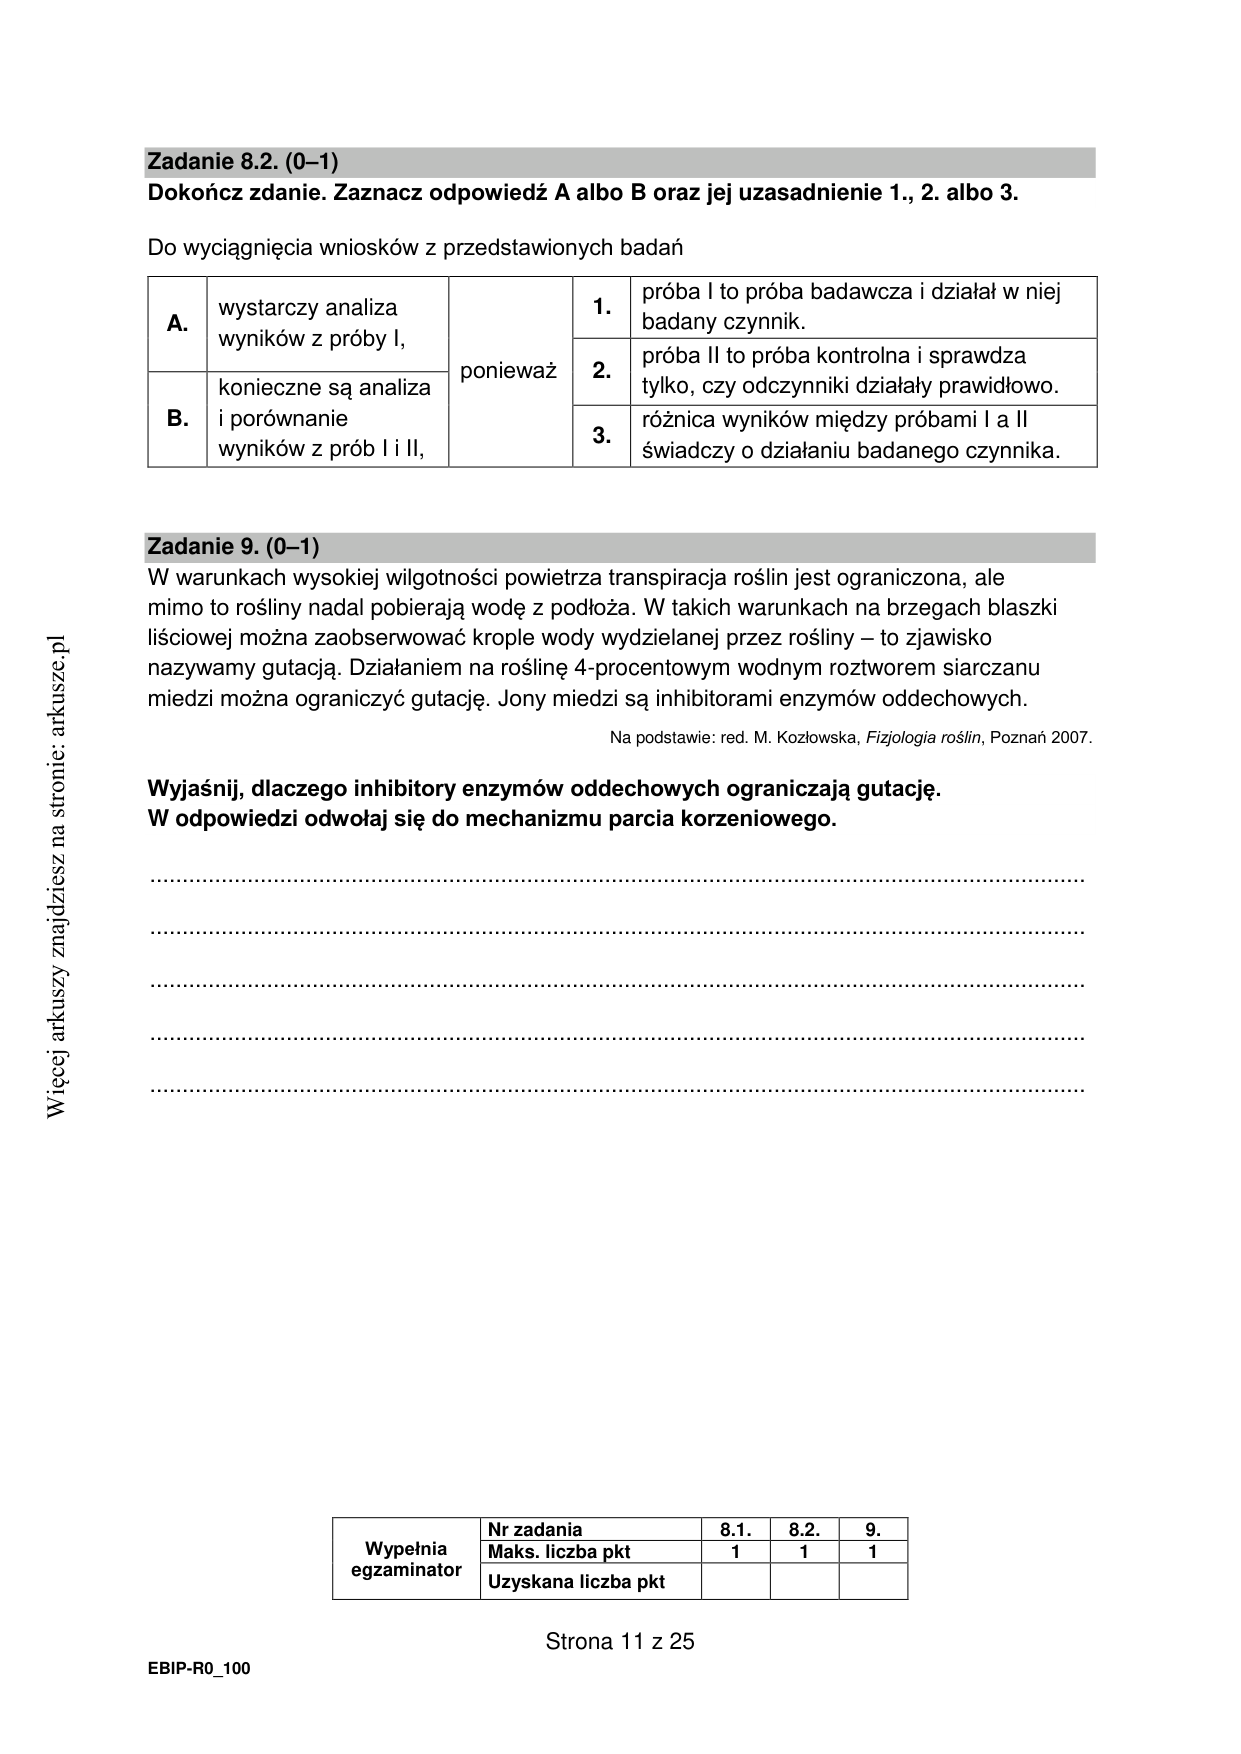 Zadanie 8.2. (0–1)
Dokończ zdanie. Zaznacz odpowiedź A albo B oraz jej uzasadnienie 1., 2. albo 3.
Do wyciągnięcia wniosków z przedstawionych badań
A.
wystarczy analiza
wyników z próby I,
B.
konieczne są analiza
i porównanie
wyników z prób I i II,
ponieważ
1.
próba I to próba badawcza i działał w niej
badany czynnik.
2.
próba II to próba kontrolna i sprawdza
tylko, czy odczynniki działały prawidłowo.
3.
różnica wyników między próbami I a II
świadczy o działaniu badanego czynnika.
Zadanie 9. (0–1)
W warunkach wysokiej wilgotności powietrza transpiracja roślin jest ograniczona, ale
mimo to rośliny nadal pobierają wodę z podłoża. W takich warunkach na brzegach blaszki
liściowej można zaobserwować krople wody wydzielanej przez rośliny – to zjawisko
nazywamy gutacją. Działaniem na roślinę 4-procentowym wodnym roztworem siarczanu
miedzi można ograniczyć gutację. Jony miedzi są inhibitorami enzymów oddechowych.
Na podstawie: red. M. Kozłowska, Fizjologia roślin, Poznań 2007.
Wyjaśnij, dlaczego inhibitory enzymów oddechowych ograniczają gutację.
W odpowiedzi odwołaj się do mechanizmu parcia korzeniowego.
Więcej arkuszy znajdziesz na stronie: arkusze.pl
Wypełnia
egzaminator
Nr zadania 8.1. 8.2. 9.
Maks. liczba pkt 1 1 1
Uzyskana liczba pkt
Strona 11 z 25
EBIP-R0_100